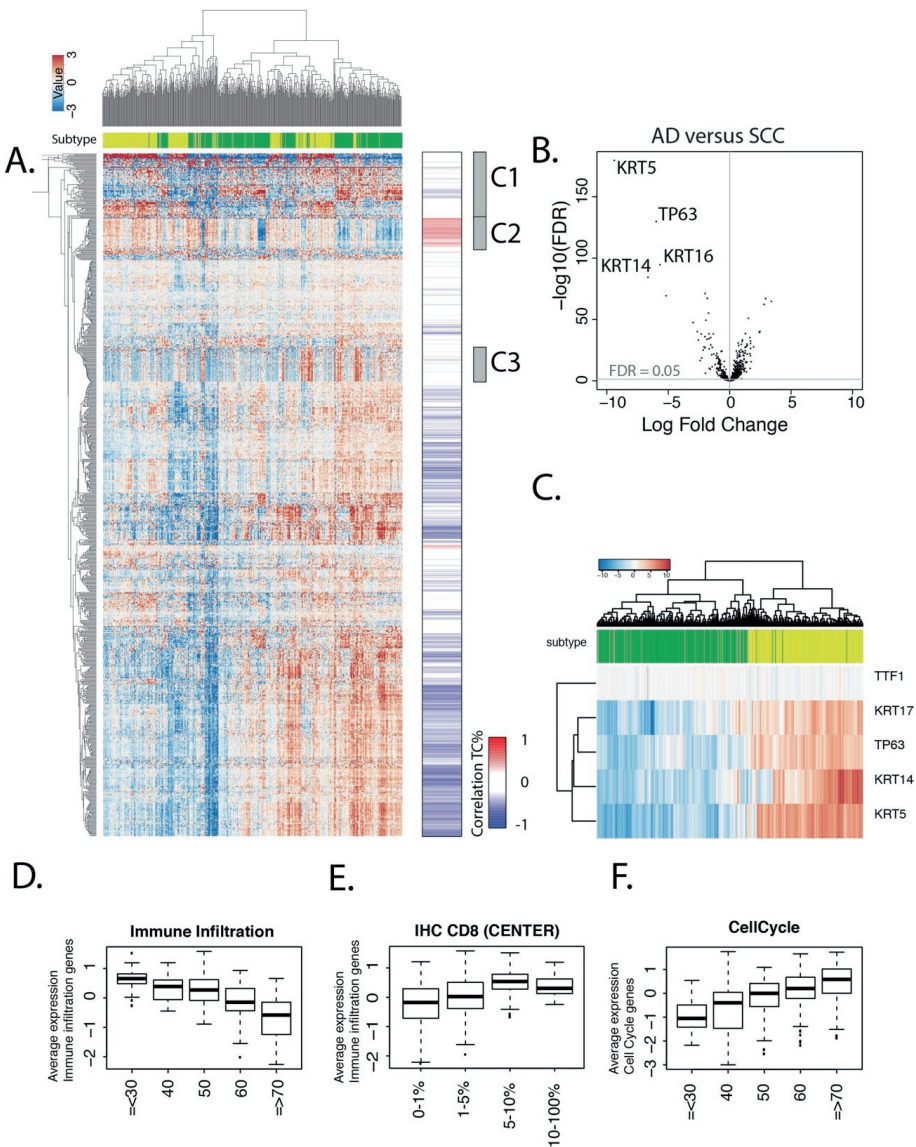 A.
Value
-3 0 3
Subtype
C1
C2
C3
Correlation TC%
1
0
-1
B.
AD versus SCC
KRT5
TP63
KRT14
KRT16
FDR = 0.05
-log10(FDR)
0 50 100 150
-10 -5 0 5 10
Log Fold Change
C.
-10 -5 0 5 10
subtype
TTF1
KRT17
TP63
KRT14
KRT5
D.
Immune Infiltration
Average expression
Immune infiltration genes
1
0
-1
-2
=<30 40 50 60 =>70
E.
IHC CD8 (CENTER)
Average expression
Immune infiltration genes
1
0
-1
-2
0-1% 1-5% 5-10% 10-100%
F.
CellCycle
Average expression
Cell Cycle genes
1
0
-1
-2
-3
=<30 40 50 60 =>70